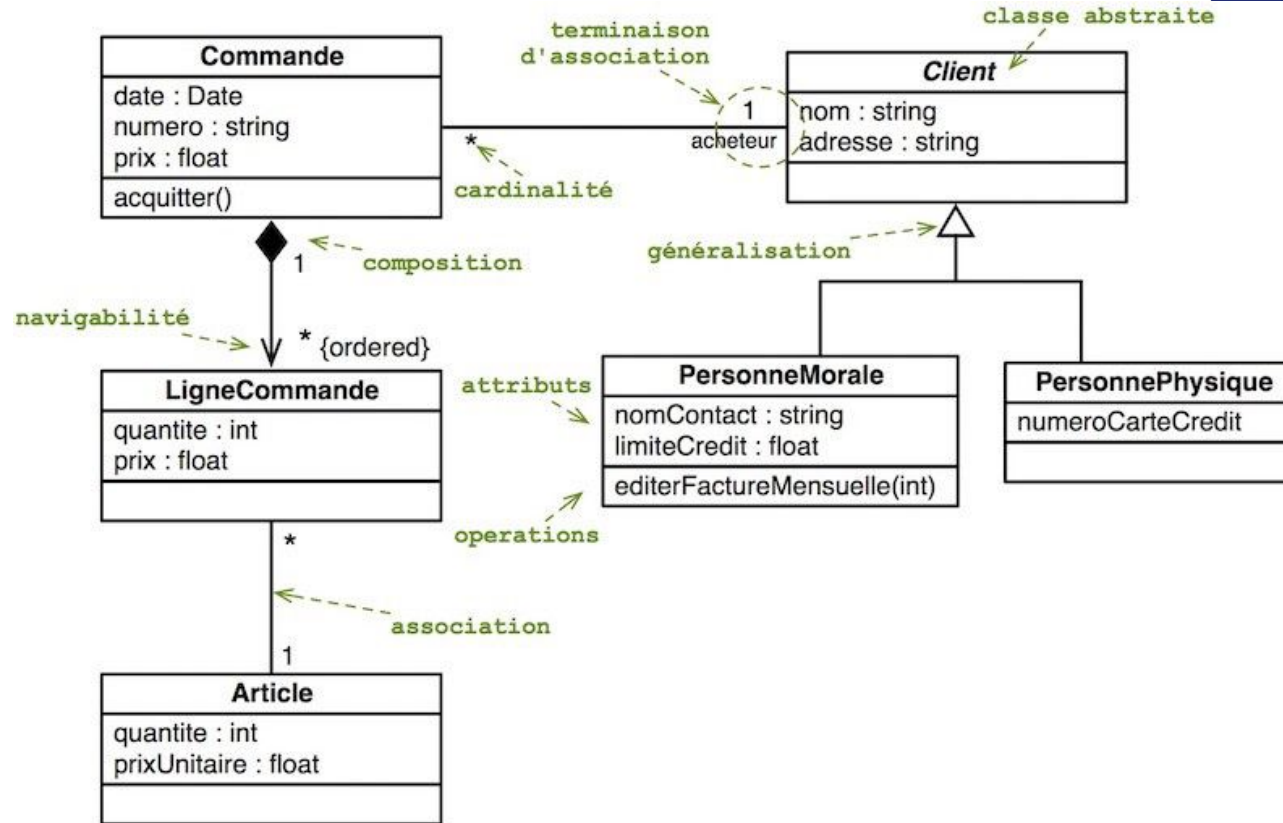 classe abstraite
terminaison
d'association
Commande
date : Date
numero : string
prix : float
acquitter()
*
cardinalité
1
acheteur
Client
nom : string
adresse : string
généralisation
1
composition
navigabilité
* {ordered}
LigneCommande
quantite : int
prix : float
attributs
operations
PersonneMorale
nomContact : string
limiteCredit : float
editerFactureMensuelle(int)
PersonnePhysique
numeroCarteCredit
*
association
1
Article
quantite : int
prixUnitaire : float